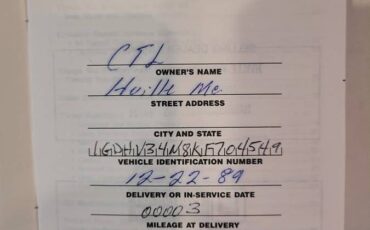 CTL
OWNER'S NAME
Hville Me.
STREET ADDRESS
CITY AND STATE
1GDHV34N8KF704549
VEHICLE IDENTIFICATION NUMBER
12-22-89
DELIVERY OR IN-SERVICE DATE
00003
MILEAGE AT DELIVERY